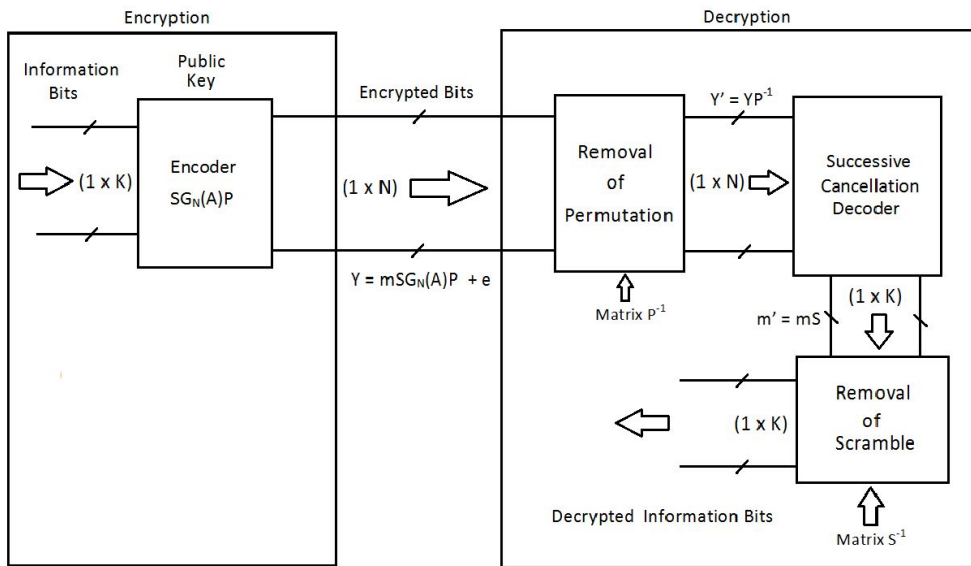 Encryption
Information
Bits
Public
Key
(1 x K)
Encoder
SG_N(A)P
Encrypted Bits
(1 x N)
Y = mSG_N(A)P + e
Decryption
Removal
of
Permutation
Matrix P⁻¹
Y' = YP⁻¹
(1 x N)
Successive
Cancellation
Decoder
(1 x K)
m' = mS
Removal
of
Scramble
(1 x K)
Decrypted Information Bits
Matrix S⁻¹